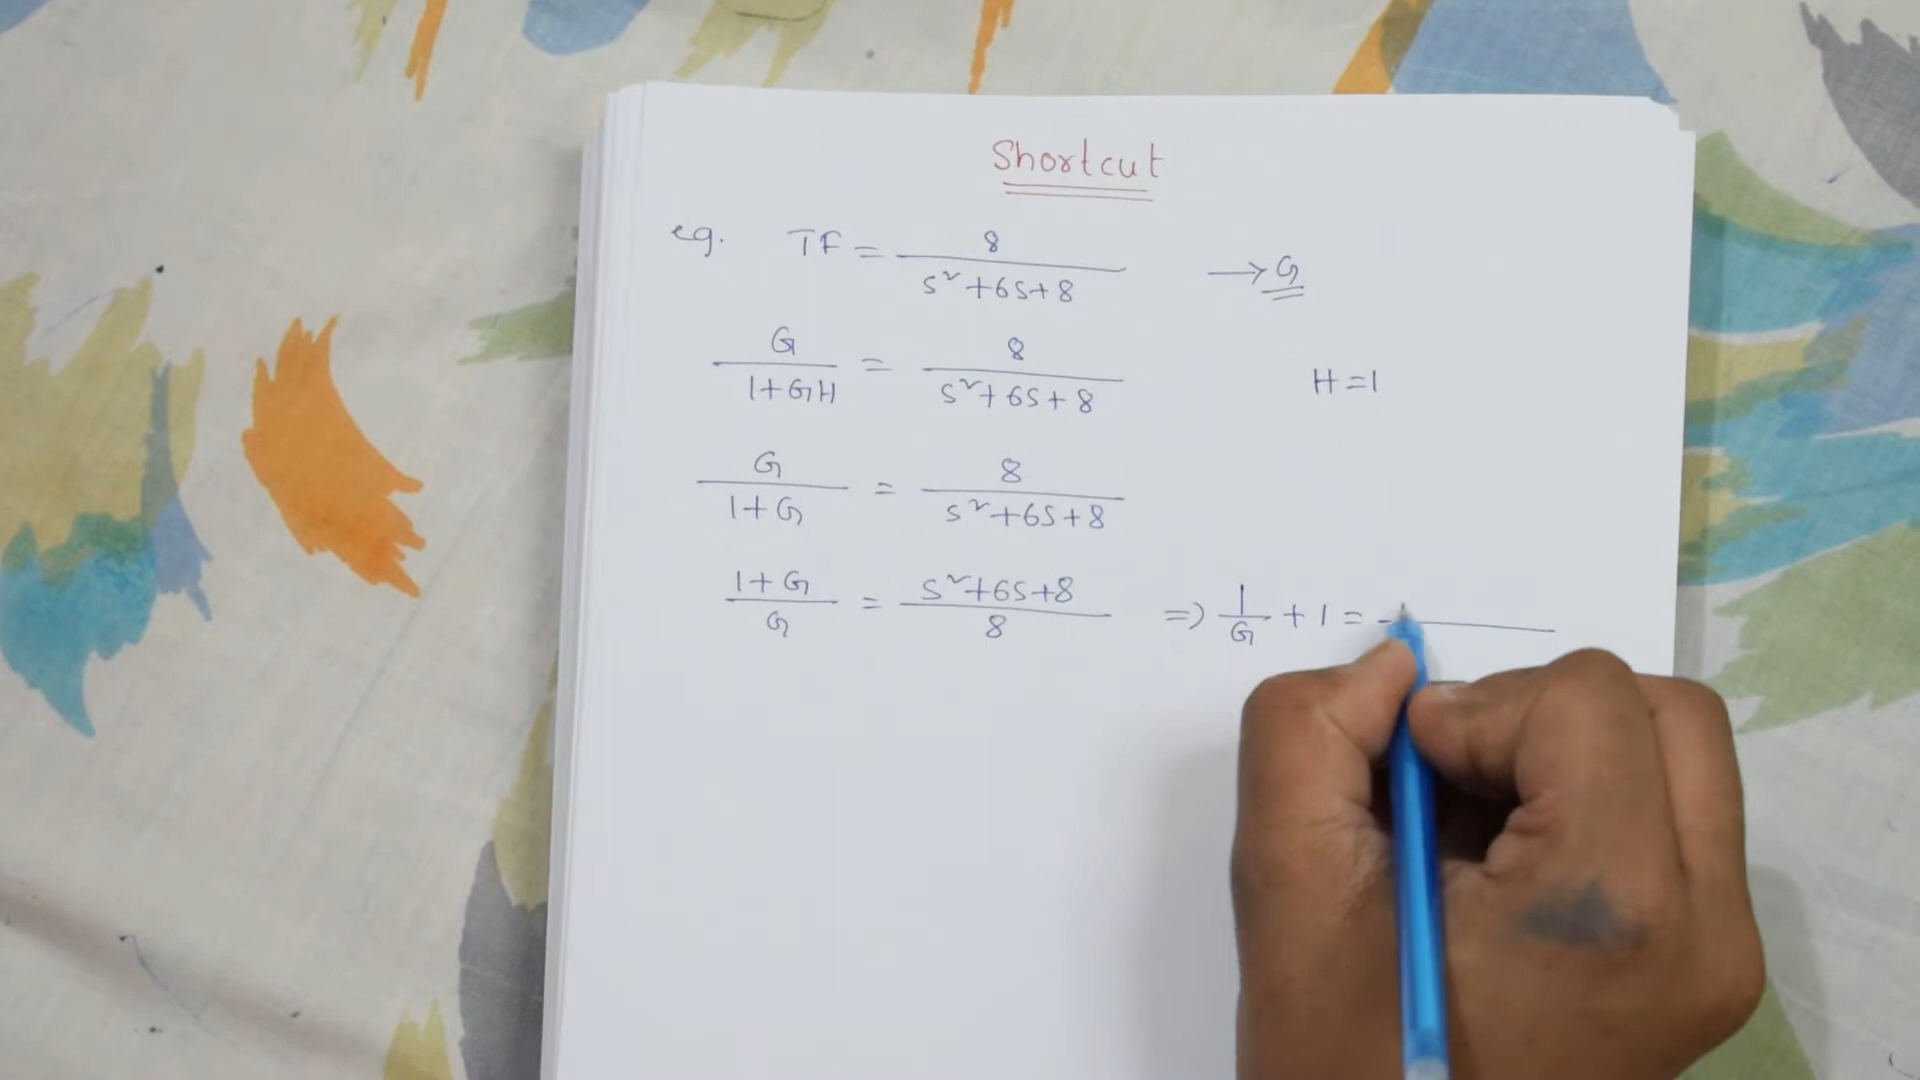 Shortcut
eg. TF = 8 / (s²+6s+8) → G
G / (1+GH) = 8 / (s²+6s+8) H=1
G / (1+G) = 8 / (s²+6s+8)
(1+G) / G = (s²+6s+8) / 8 ⇒ 1/G + 1 =